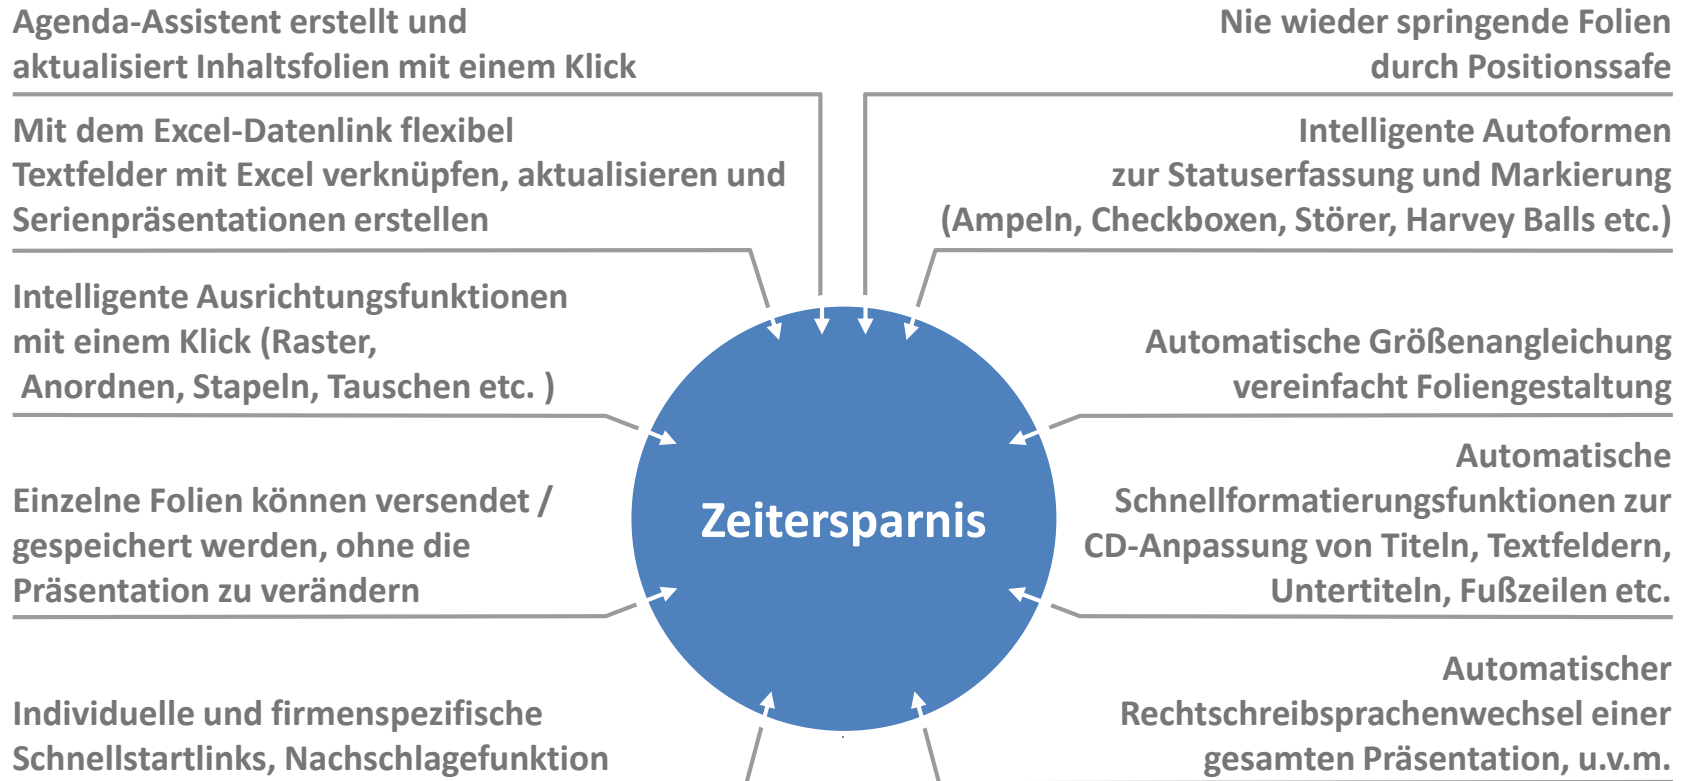 Agenda-Assistent erstellt und
aktualisiert Inhaltsfolien mit einem Klick
Mit dem Excel-Datenlink flexibel
Textfelder mit Excel verknüpfen, aktualisieren und
Serienpräsentationen erstellen
Intelligente Ausrichtungsfunktionen
mit einem Klick (Raster,
Anordnen, Stapeln, Tauschen etc. )
Einzelne Folien können versendet /
gespeichert werden, ohne die
Präsentation zu verändern
Individuelle und firmenspezifische
Schnellstartlinks, Nachschlagefunktion
Zeitersparnis
Nie wieder springende Folien
durch Positionssafe
Intelligente Autoformen
zur Statuserfassung und Markierung
(Ampeln, Checkboxen, Störer, Harvey Balls etc.)
Automatische Größenangleichung
vereinfacht Foliengestaltung
Automatische
Schnellformatierungsfunktionen zur
CD-Anpassung von Titeln, Textfeldern,
Untertiteln, Fußzeilen etc.
Automatischer
Rechtschreibsprachenwechsel einer
gesamten Präsentation, u.v.m.